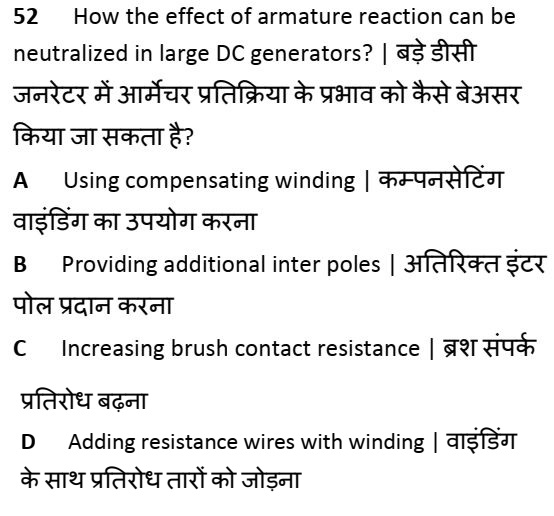 52 How the effect of armature reaction can be
neutralized in large DC generators? | बड़े डीसी
जनरेटर में आर्मेचर प्रतिक्रिया के प्रभाव को कैसे बेअसर
किया जा सकता है?
A Using compensating winding | कम्पनसेटिंग
वाइंडिंग का उपयोग करना
B Providing additional inter poles | अतिरिक्त इंटर
पोल प्रदान करना
C Increasing brush contact resistance | ब्रश संपर्क
प्रतिरोध बढ़ना
D Adding resistance wires with winding | वाइंडिंग
के साथ प्रतिरोध तारों को जोड़ना